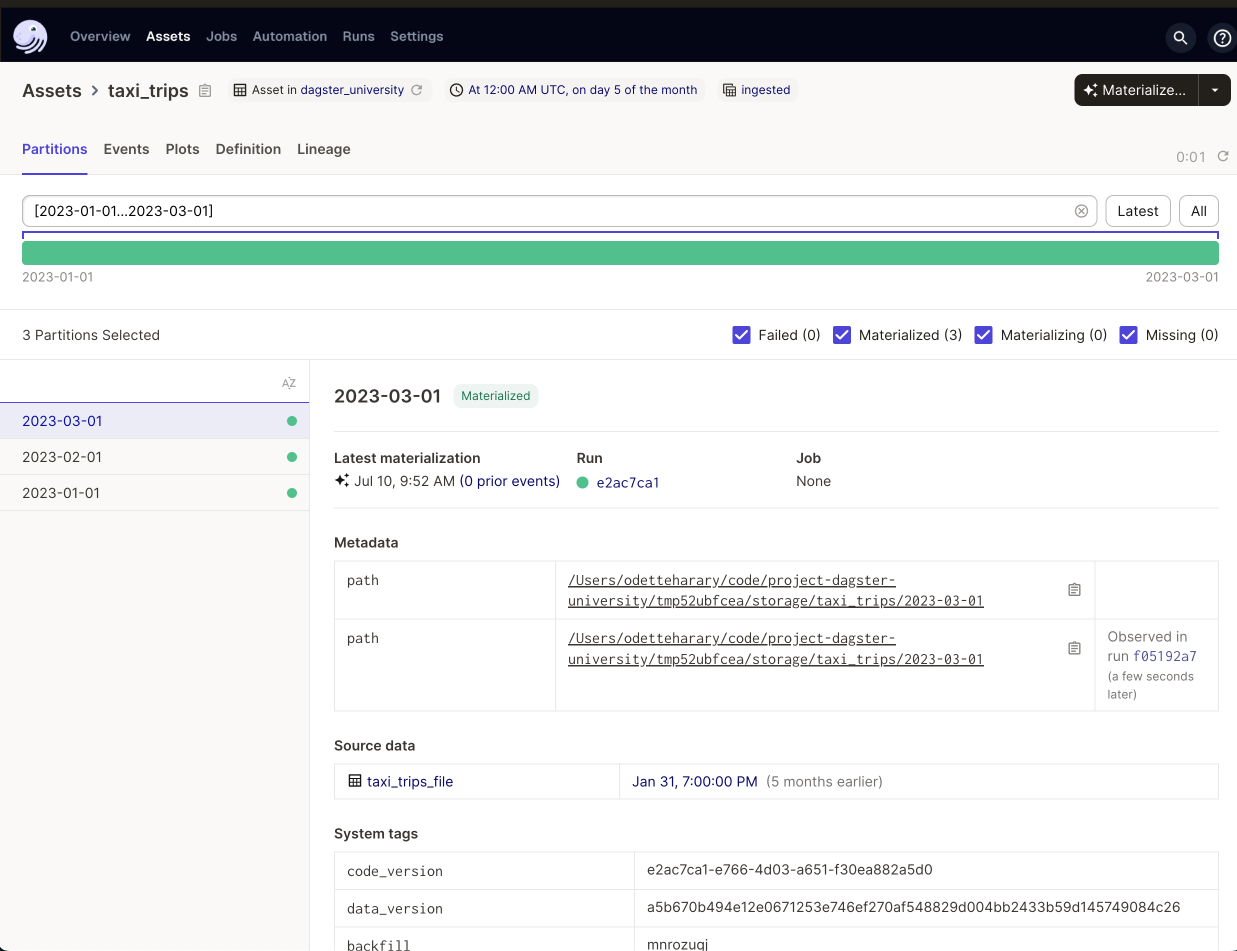 Overview Assets Jobs Automation Runs Settings
Assets > taxi_trips Asset in dagster_university At 12:00 AM UTC, on day 5 of the month ingested Materialize...
Partitions Events Plots Definition Lineage
0:01
[2023-01-01...2023-03-01] Latest All
2023-01-01 2023-03-01
3 Partitions Selected Failed (0) Materialized (3) Materializing (0) Missing (0)
AZ
2023-03-01
2023-02-01
2023-01-01
2023-03-01 Materialized
Latest materialization Run Job
Jul 10, 9:52 AM (0 prior events) e2ac7ca1 None
Metadata
path /Users/odetteharary/code/project-dagster-
university/tmp52ubfcea/storage/taxi_trips/2023-03-01
path /Users/odetteharary/code/project-dagster-
university/tmp52ubfcea/storage/taxi_trips/2023-03-01
Observed in
run f05192a7
(a few seconds
later)
Source data
taxi_trips_file Jan 31, 7:00:00 PM (5 months earlier)
System tags
code_version e2ac7ca1-e766-4d03-a651-f30ea882a5d0
data_version a5b670b494e12e0671253e746ef270af548829d004bb2433b59d145749084c26
backfill mnrozuqj